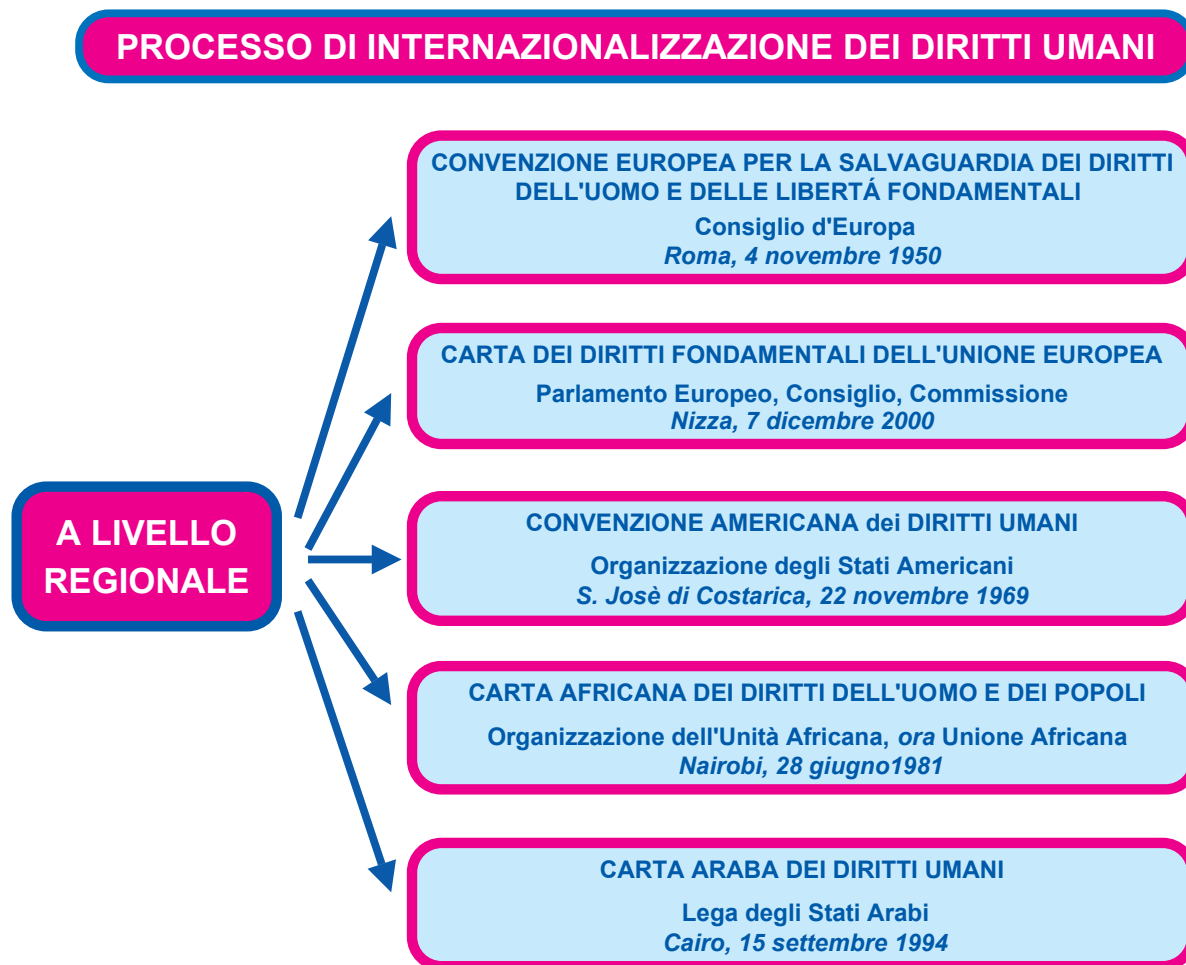 PROCESSO DI INTERNAZIONALIZZAZIONE DEI DIRITTI UMANI
CONVENZIONE EUROPEA PER LA SALVAGUARDIA DEI DIRITTI
DELL'UOMO E DELLE LIBERTÁ FONDAMENTALI
Consiglio d'Europa
Roma, 4 novembre 1950
CARTA DEI DIRITTI FONDAMENTALI DELL'UNIONE EUROPEA
Parlamento Europeo, Consiglio, Commissione
Nizza, 7 dicembre 2000
A LIVELLO
REGIONALE
CONVENZIONE AMERICANA dei DIRITTI UMANI
Organizzazione degli Stati Americani
S. Josè di Costarica, 22 novembre 1969
CARTA AFRICANA DEI DIRITTI DELL'UOMO E DEI POPOLI
Organizzazione dell'Unità Africana, ora Unione Africana
Nairobi, 28 giugno1981
CARTA ARABA DEI DIRITTI UMANI
Lega degli Stati Arabi
Cairo, 15 settembre 1994